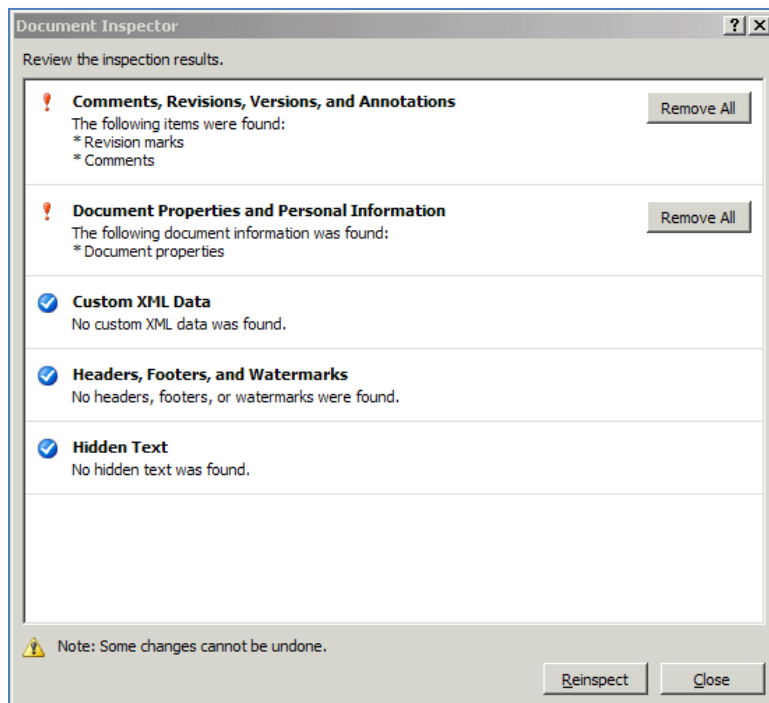 Document Inspector
Review the inspection results.
Comments, Revisions, Versions, and Annotations
Remove All
The following items were found:
* Revision marks
* Comments
Document Properties and Personal Information
Remove All
The following document information was found:
* Document properties
Custom XML Data
No custom XML data was found.
Headers, Footers, and Watermarks
No headers, footers, or watermarks were found.
Hidden Text
No hidden text was found.
Note: Some changes cannot be undone.
Reinspect Close